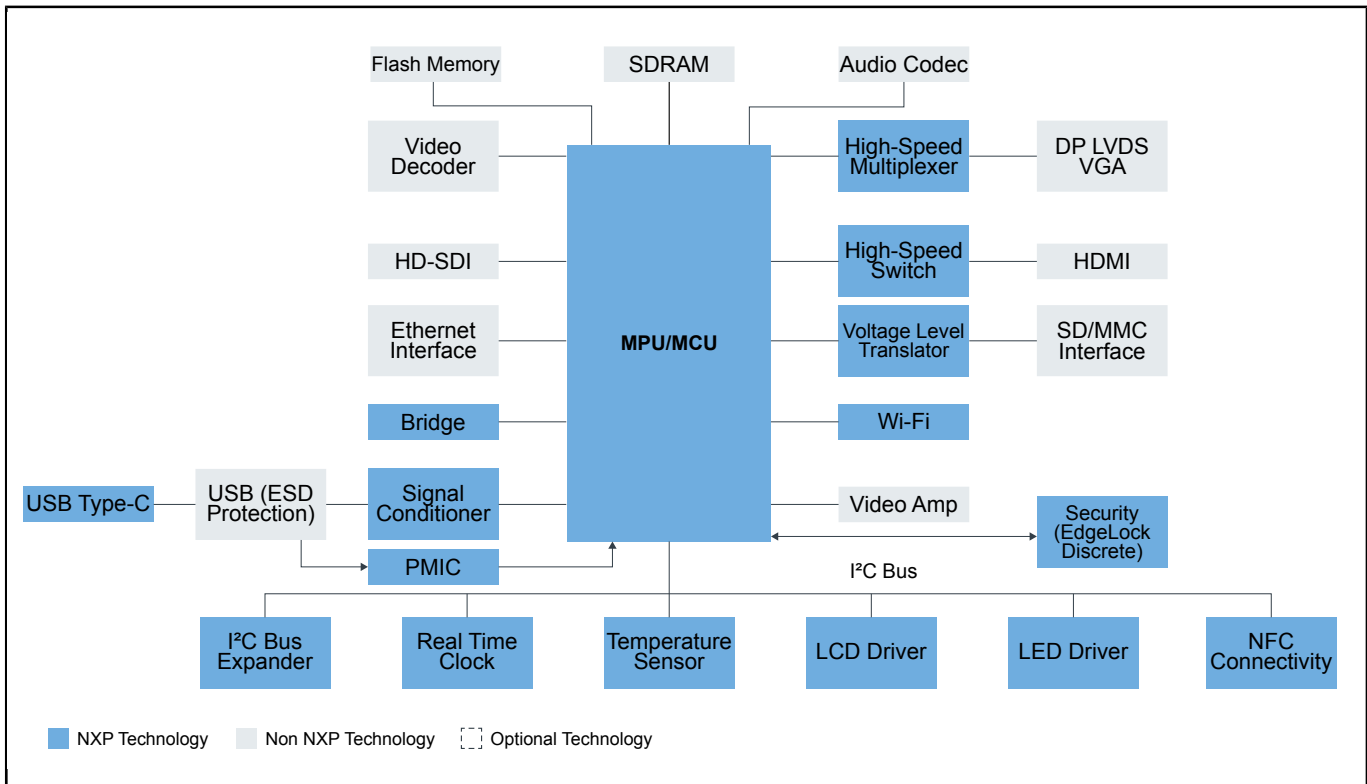 Flash Memory
SDRAM
Audio Codec
Video
Decoder
High-Speed
Multiplexer
DP LVDS
VGA
HD-SDI
High-Speed
Switch
HDMI
Ethernet
Interface
MPU/MCU
Voltage Level
Translator
SD/MMC
Interface
Bridge
Wi-Fi
USB Type-C
USB (ESD
Protection)
Signal
Conditioner
Video Amp
Security
(EdgeLock
Discrete)
PMIC
I²C Bus
I²C Bus
Expander
Real Time
Clock
Temperature
Sensor
LCD Driver
LED Driver
NFC
Connectivity
NXP Technology
Non NXP Technology
Optional Technology